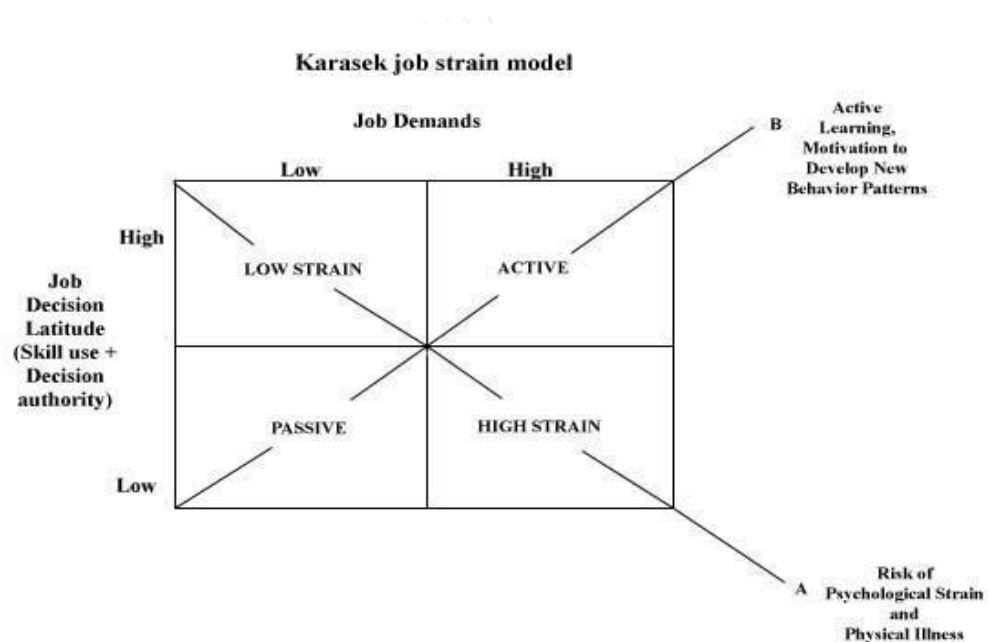 Karasek job strain model
Job Demands
Low
High
B
Active
Learning,
Motivation to
Develop New
Behavior Patterns
High
LOW STRAIN
ACTIVE
Job
Decision
Latitude
(Skill use +
Decision
authority)
PASSIVE
HIGH STRAIN
Low
A
Risk of
Psychological Strain
and
Physical Illness